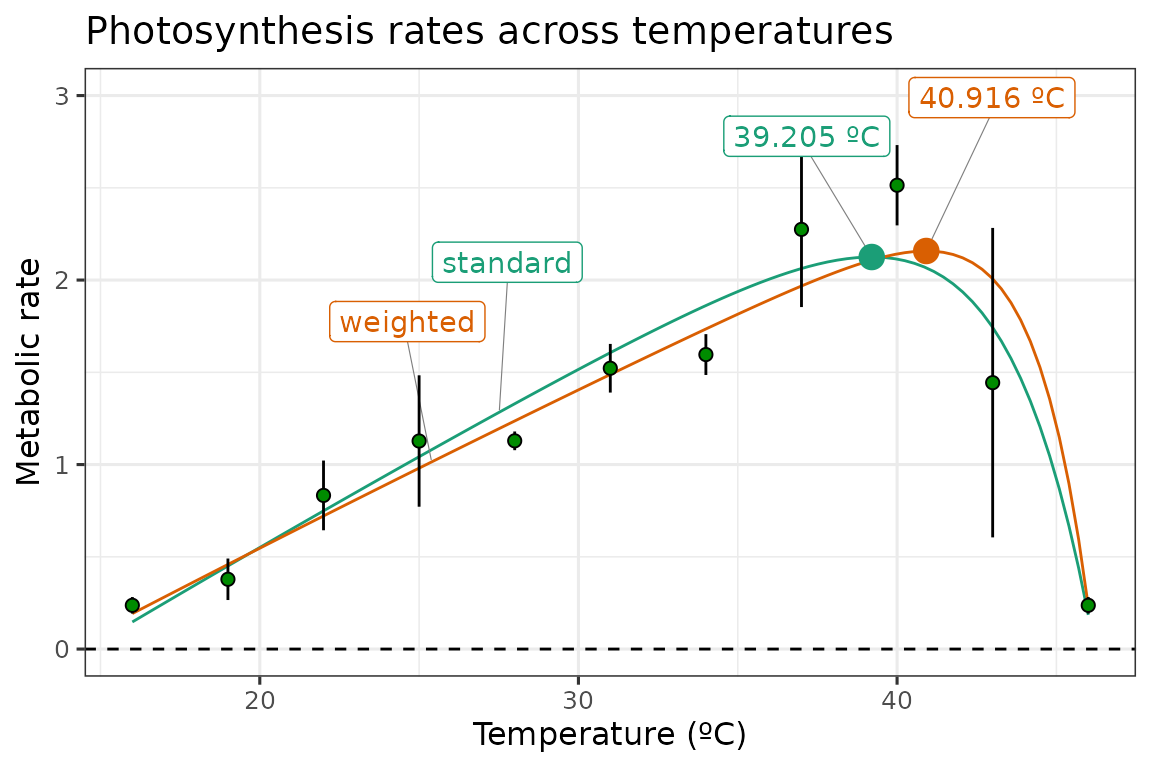 Photosynthesis rates across temperatures
3
40.916 ºC
39.205 ºC
standard
2
weighted
Metabolic rate
1
0
20
30
40
Temperature (ºC)